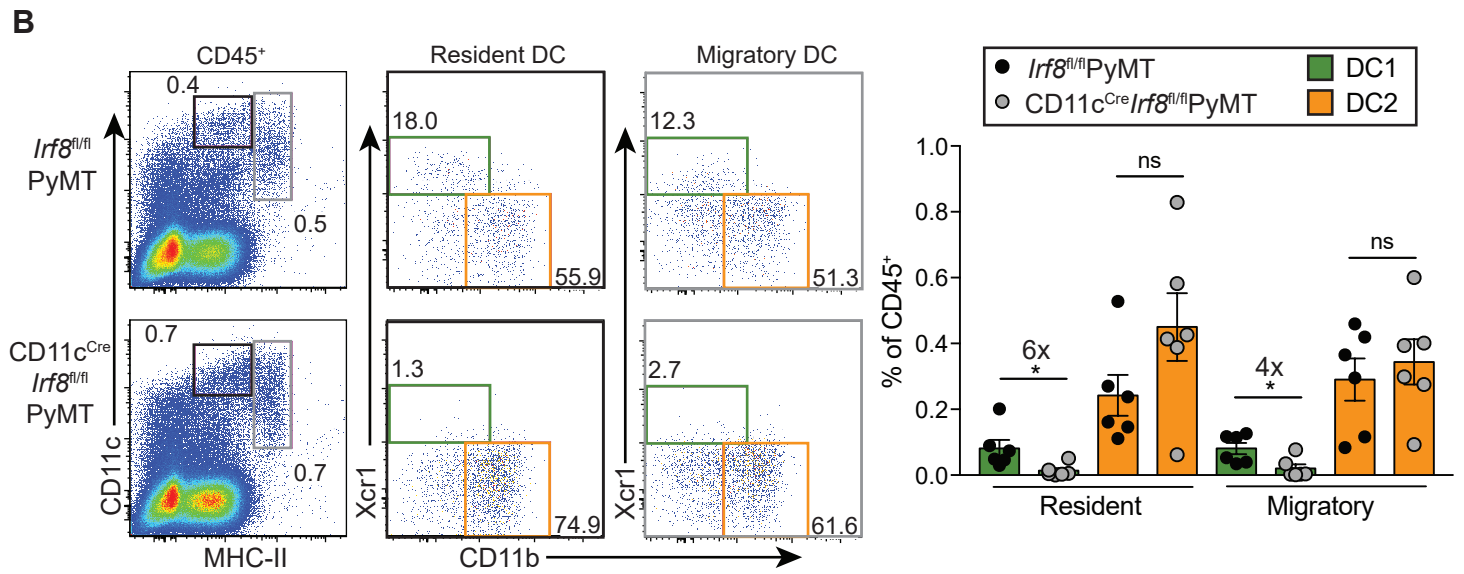 B
CD45⁺
Resident DC
Migratory DC
Irf8fl/fl
PyMT
0.4
0.5
18.0
55.9
12.3
51.3
CD11cCre
Irf8fl/fl
PyMT
0.7
0.7
1.3
74.9
2.7
61.6
CD11c
MHC-II
Xcr1
CD11b
Xcr1
Irf8fl/flPyMT
CD11cCreIrf8fl/flPyMT
DC1
DC2
% of CD45⁺
1.0
0.8
0.6
0.4
0.2
0.0
6x
*
ns
4x
*
ns
Resident
Migratory